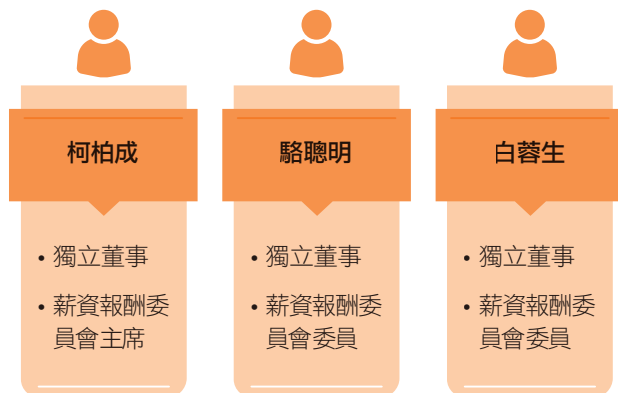 柯柏成
• 獨立董事
• 薪資報酬委
員會主席
駱聰明
• 獨立董事
• 薪資報酬委
員會委員
白蓉生
• 獨立董事
• 薪資報酬委
員會委員